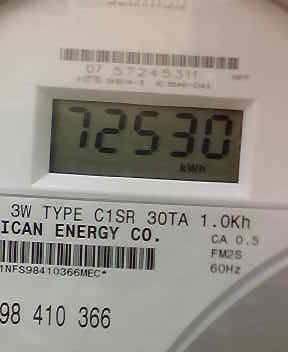 07 57245311
72530
kWh
3W TYPE C1SR 30TA 1.0Kh
ICAN ENERGY CO.
CA 0.5
FM2S
1NFS98410366MEC*
60Hz
98 410 366